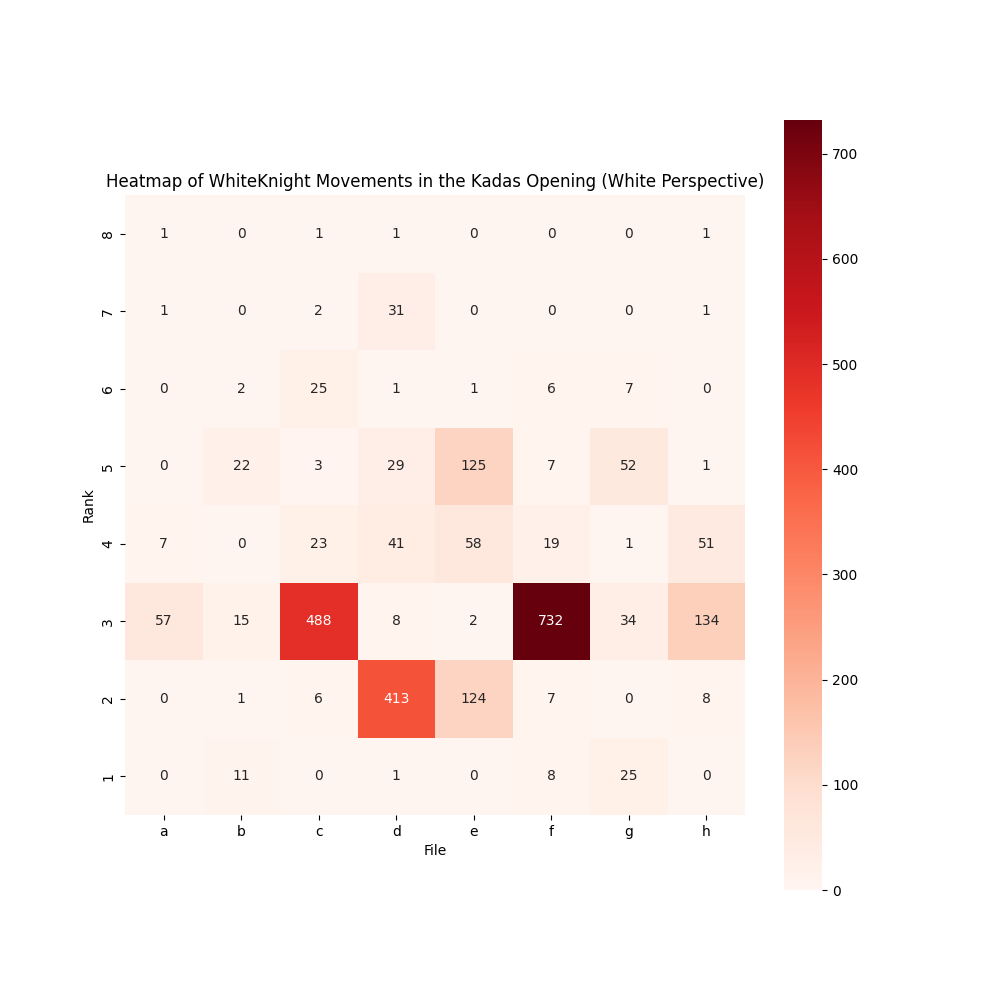 Heatmap of WhiteKnight Movements in the Kadas Opening (White Perspective)
8 1 0 1 1 0 0 0 1
7 1 0 2 31 0 0 0 1
6 0 2 25 1 1 6 7 0
5 0 22 3 29 125 7 52 1
Rank
4 7 0 23 41 58 19 1 51
3 57 15 488 8 2 732 34 134
2 0 1 6 413 124 7 0 8
1 0 11 0 1 0 8 25 0
a b c d e f g h
File
700
600
500
400
300
200
100
0